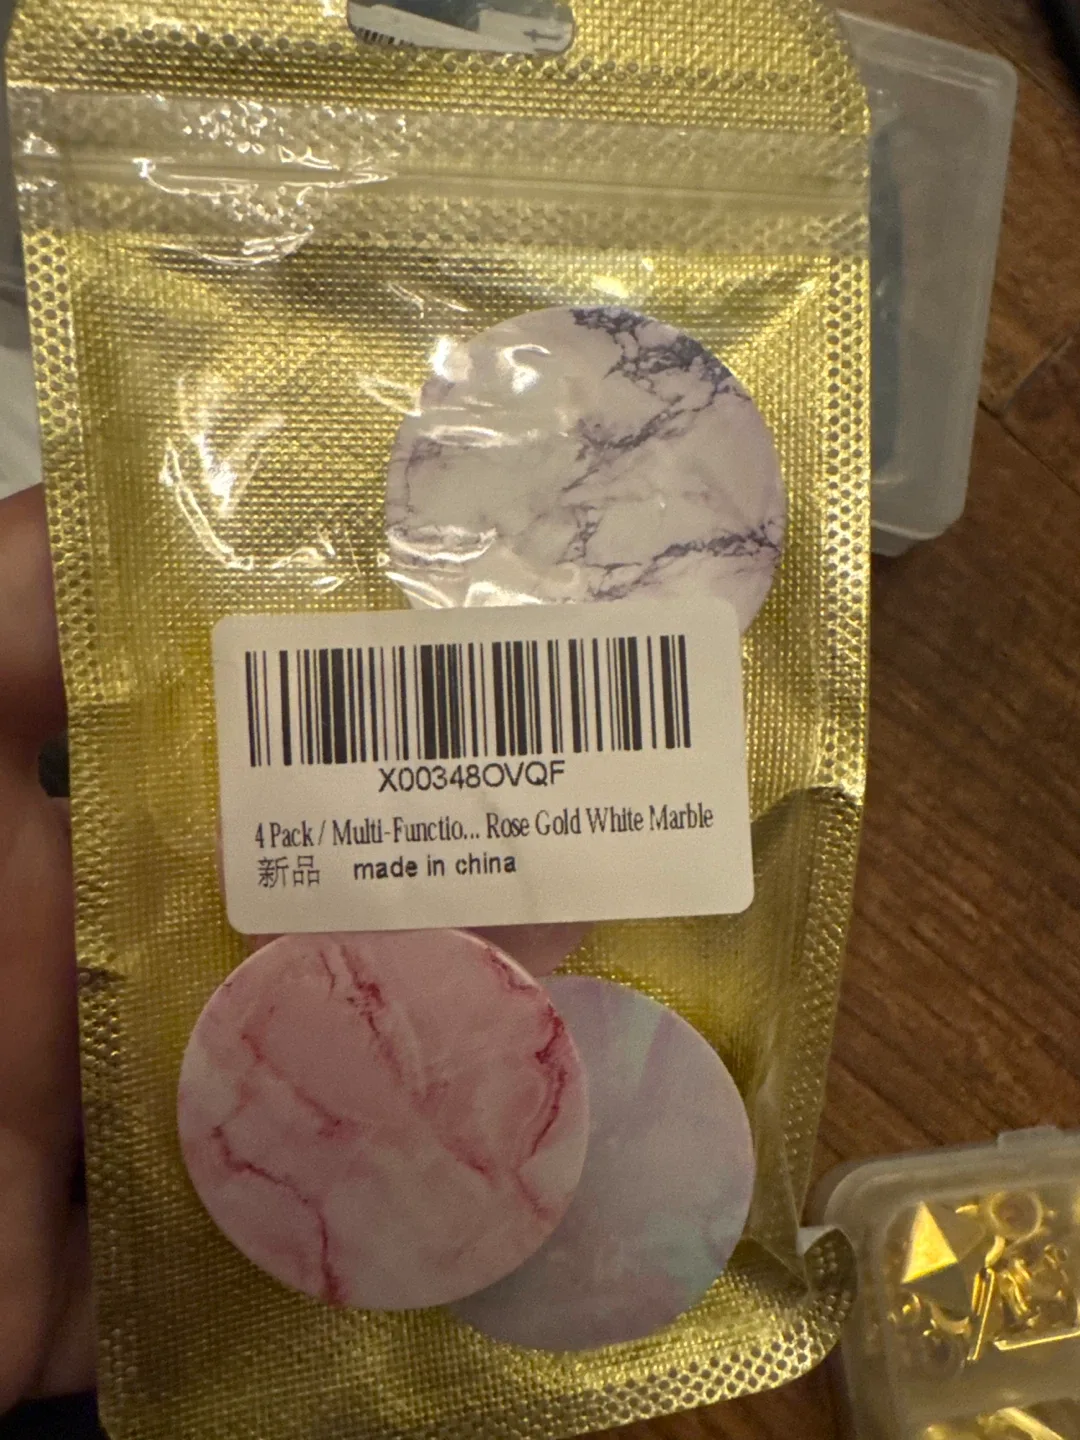 X00348OVQF
4 Pack / Multi-Functio... Rose Gold White Marble
新品 made in china